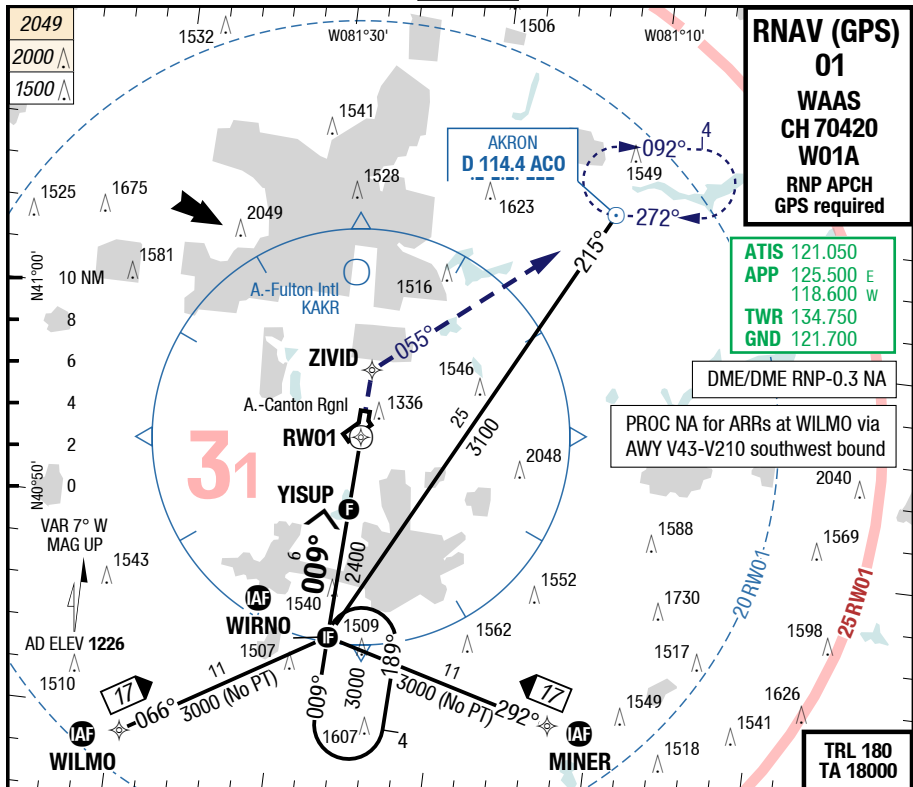 2049
2000
1500
1532
W081°30'
1506
W081°10'
RNAV (GPS)
01
WAAS
CH 70420
W01A
RNP APCH
GPS required
1541
AKRON
D 114.4 ACO
092°
4
1549
272°
1525
1675
1528
1623
2049
215°
ATIS 121.050
APP 125.500 E
118.600 W
TWR 134.750
GND 121.700
N41°00'
10 NM
1581
A.-Fulton Intl
KAKR
1516
055°
8
ZIVID
6
1546
DME/DME RNP-0.3 NA
A.-Canton Rgnl
1336
4
25
3100
PROC NA for ARRs at WILMO via
AWY V43-V210 southwest bound
RW01
2
31
2048
N40°50'
0
YISUP
F
2040
VAR 7° W
MAG UP
1588
1569
1543
009°
6
2400
20 RW01
25 RW01
1540
1552
IAF
WIRNO
1730
AD ELEV 1226
IF
1509
1562
1598
1507
189°
1517
1510
11
17
066°
3000 (No PT)
009°
3000
11
3000 (No PT)
292°
17
1607
4
1549
1626
1541
IAF
WILMO
IAF
MINER
1518
TRL 180
TA 18000